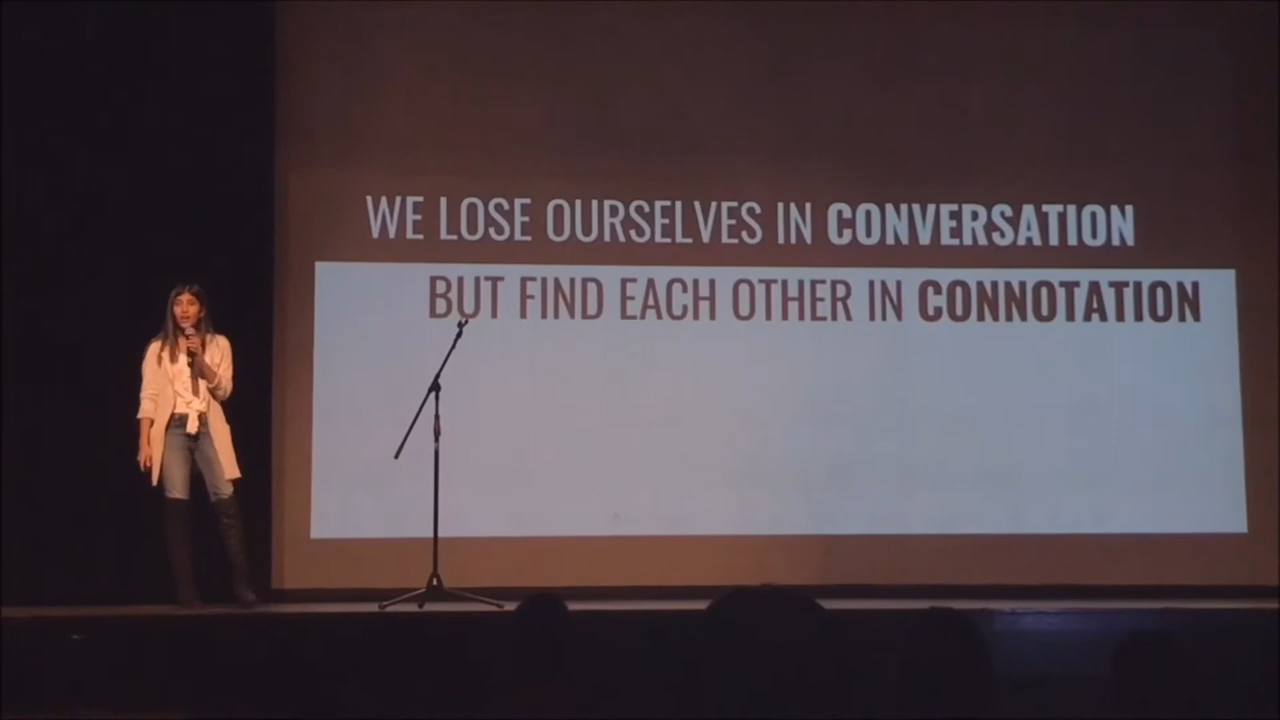 WE LOSE OURSELVES IN CONVERSATION
BUT FIND EACH OTHER IN CONNOTATION